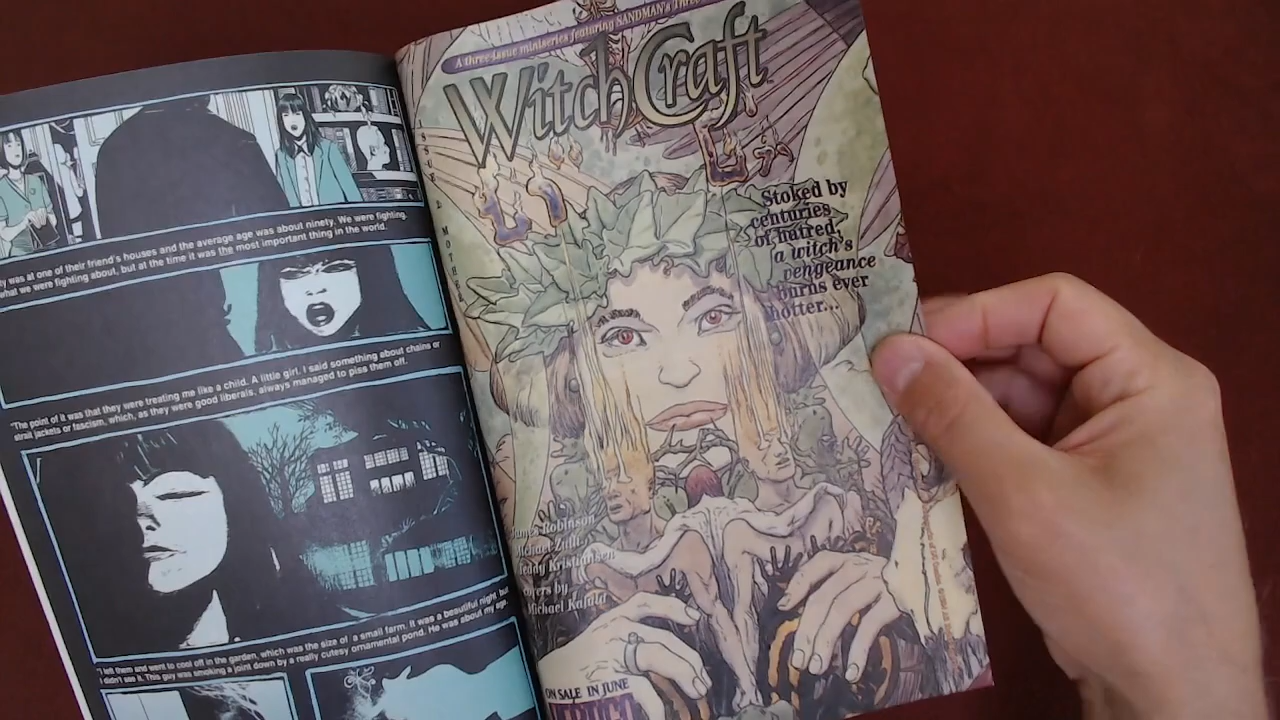 ty was at one of their friend's houses and the average age was about ninety. We were fighting.
what we were fighting about, but at the time it was the most important thing in the world.
"The point of it was that they were treating me like a child. A little girl. I said something about chains or
strait jackets or fascism, which, as they were good liberals, always managed to piss them off.
"I left them and went to cool off in the garden, which was the size of a small farm. It was a beautiful night but
I didn't see it. This guy was smoking a joint down by a really cutesy ornamental pond. He was about my age.
A three-issue miniseries featuring SANDMAN's Three
WitchCraft
Stoked by
centuries
of hatred,
a witch's
vengeance
burns ever
hotter...
James Robinson
Michael Zulli
Teddy Kristiansen
covers by
Michael Kaluta
ON SALE IN JUNE